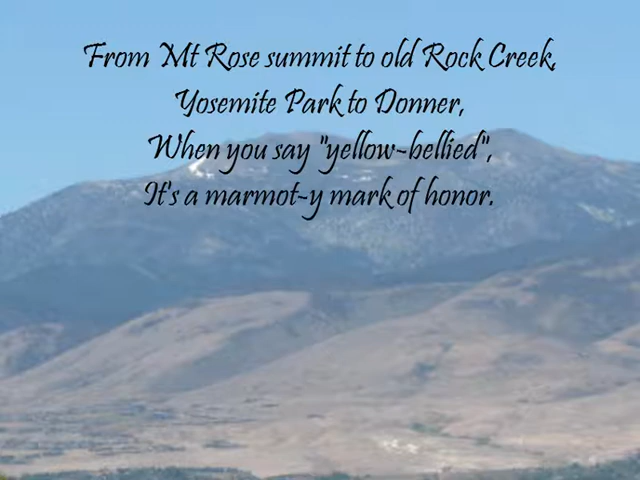 From Mt Rose summit to old Rock Creek,
Yosemite Park to Donner,
When you say "yellow-bellied",
It's a marmot-y mark of honor.